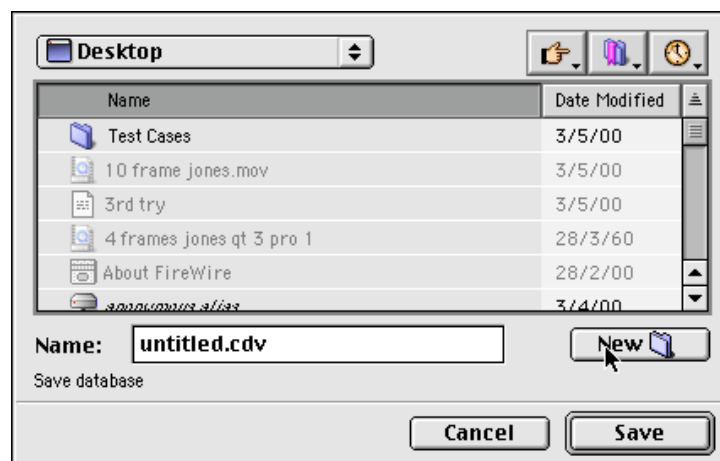 Desktop
Name Date Modified
Test Cases 3/5/00
10 frame jones.mov 3/5/00
3rd try 3/5/00
4 frames jones qt 3 pro 1 28/3/60
About FireWire 28/2/00
anonymous alias 3/4/00
Name: untitled.cdv New
Save database
Cancel Save